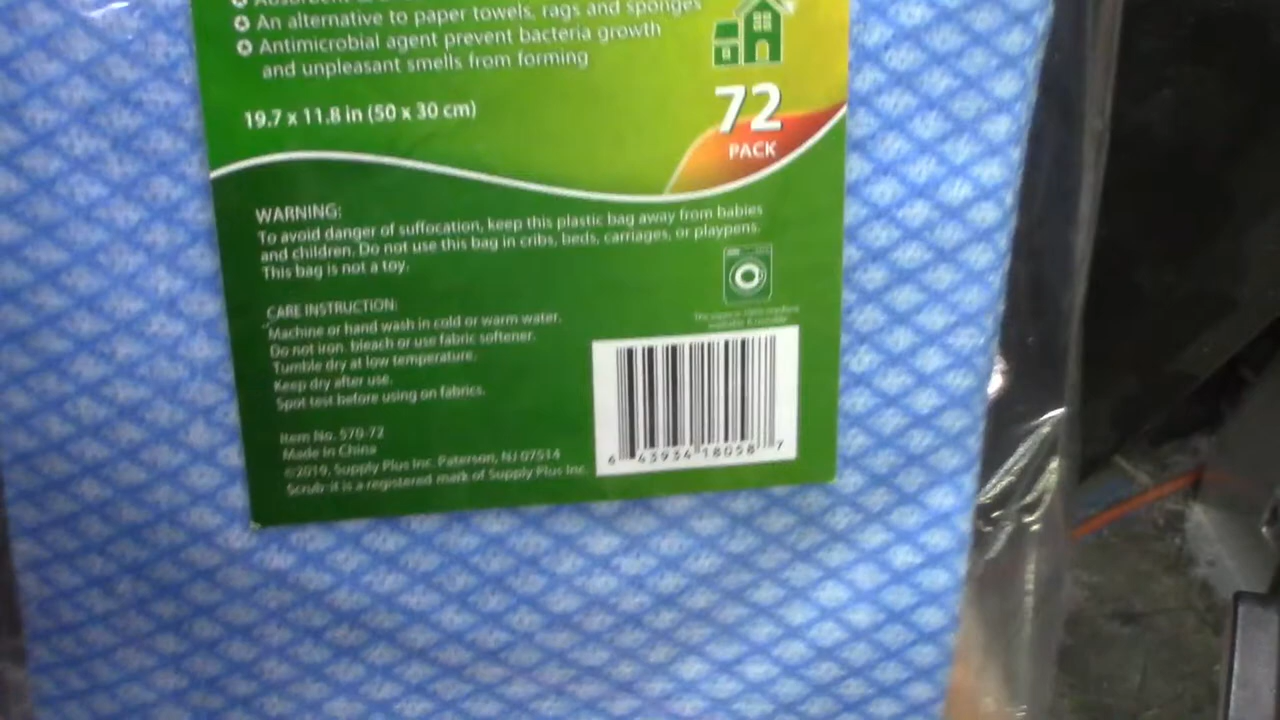 An alternative to paper towels, rags and sponges
Antimicrobial agent prevent bacteria growth
and unpleasant smells from forming
19.7 x 11.8 in (50 x 30 cm)
72
PACK
WARNING:
To avoid danger of suffocation, keep this plastic bag away from babies
and children. Do not use this bag in cribs, beds, carriages, or playpens.
This bag is not a toy.
CARE INSTRUCTION:
Machine or hand wash in cold or warm water.
Do not iron. bleach or use fabric softener.
Tumble dry at low temperature.
Keep dry after use.
Spot test before using on fabrics.
Item No. 570-72
Made in China
©2019, Supply Plus Inc. Paterson, NJ 07514
Scrub-it is a registered mark of Supply Plus Inc.
6 43934 18058 7